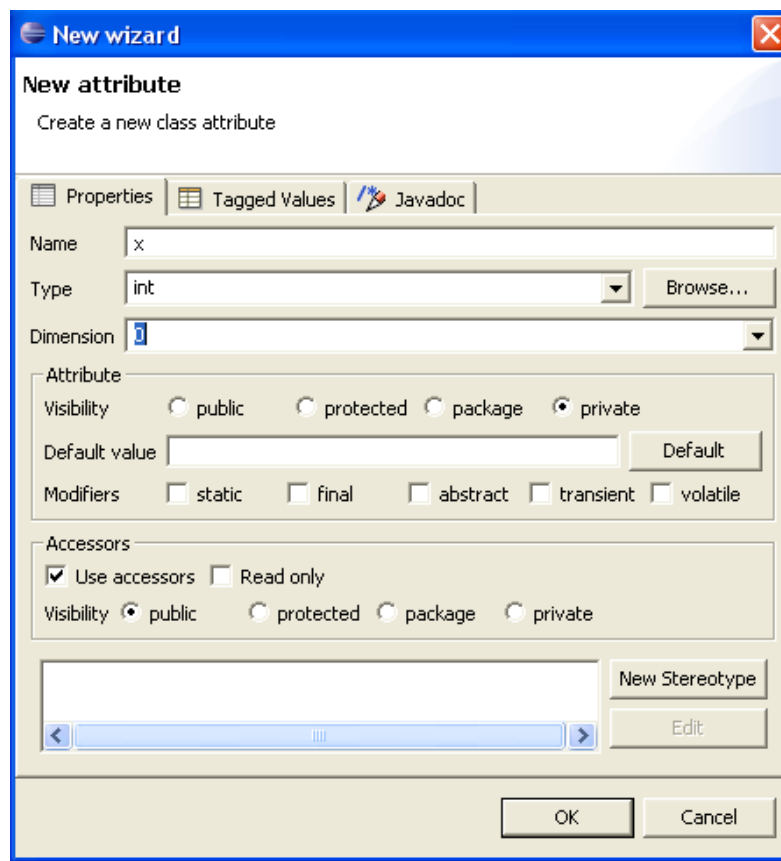 New wizard
New attribute
Create a new class attribute
Properties Tagged Values Javadoc
Name x
Type int Browse...
Dimension 0
Attribute
Visibility public protected package private
Default value Default
Modifiers static final abstract transient volatile
Accessors
Use accessors Read only
Visibility public protected package private
New Stereotype
Edit
OK Cancel